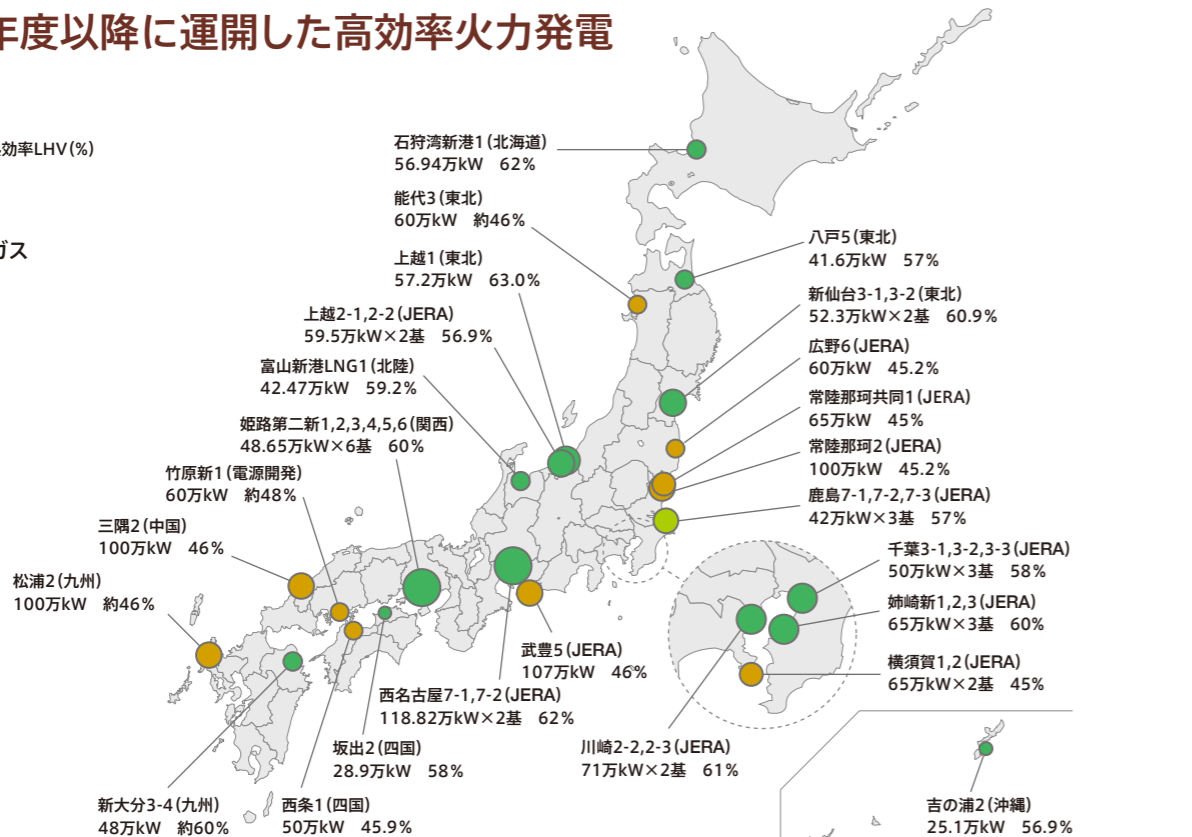 年度以降に運開した高効率火力発電
効率LHV(%)
ガス
石狩湾新港1(北海道)
56.94万kW 62%
能代3(東北)
60万kW 約46%
上越1(東北)
57.2万kW 63.0%
上越2-1,2-2(JERA)
59.5万kW×2基 56.9%
富山新港LNG1(北陸)
42.47万kW 59.2%
姫路第二新1,2,3,4,5,6(関西)
48.65万kW×6基 60%
竹原新1(電源開発)
60万kW 約48%
三隅2(中国)
100万kW 46%
松浦2(九州)
100万kW 約46%
八戸5(東北)
41.6万kW 57%
新仙台3-1,3-2(東北)
52.3万kW×2基 60.9%
広野6(JERA)
60万kW 45.2%
常陸那珂共同1(JERA)
65万kW 45%
常陸那珂2(JERA)
100万kW 45.2%
鹿島7-1,7-2,7-3(JERA)
42万kW×3基 57%
千葉3-1,3-2,3-3(JERA)
50万kW×3基 58%
姉崎新1,2,3(JERA)
65万kW×3基 60%
横須賀1,2(JERA)
65万kW×2基 45%
武豊5(JERA)
107万kW 46%
西名古屋7-1,7-2(JERA)
118.82万kW×2基 62%
坂出2(四国)
28.9万kW 58%
川崎2-2,2-3(JERA)
71万kW×2基 61%
新大分3-4(九州)
48万kW 約60%
西条1(四国)
50万kW 45.9%
吉の浦2(沖縄)
25.1万kW 56.9%